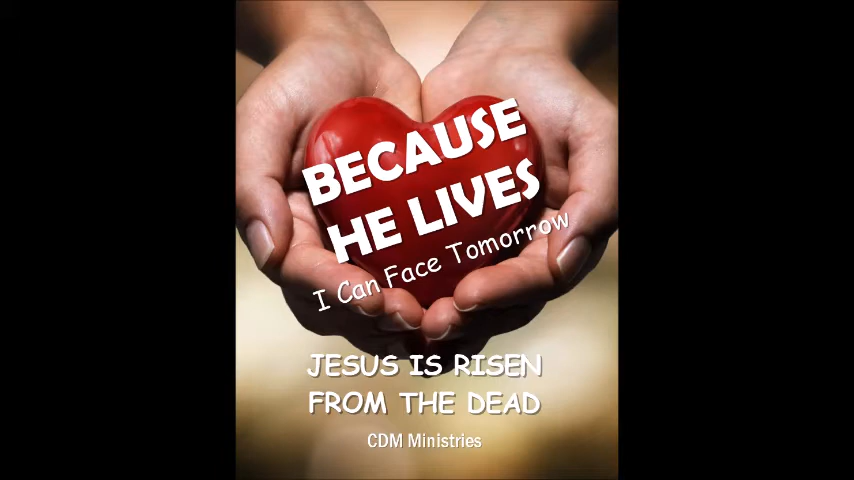 BECAUSE
HE LIVES
I Can Face Tomorrow
JESUS IS RISEN
FROM THE DEAD
CDM Ministries